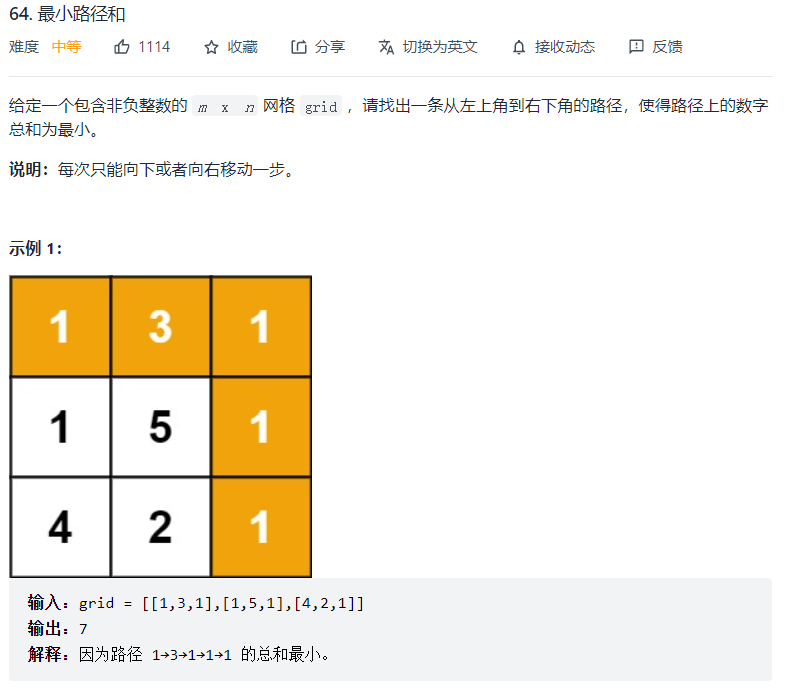 64. 最小路径和
难度 中等 1114 收藏 分享 切换为英文 接收动态 反馈
给定一个包含非负整数的 m x n 网格 grid ，请找出一条从左上角到右下角的路径，使得路径上的数字
总和为最小。
说明：每次只能向下或者向右移动一步。
示例 1：
1 3 1
1 5 1
4 2 1
输入：grid = [[1,3,1],[1,5,1],[4,2,1]]
输出：7
解释：因为路径 1→3→1→1→1 的总和最小。